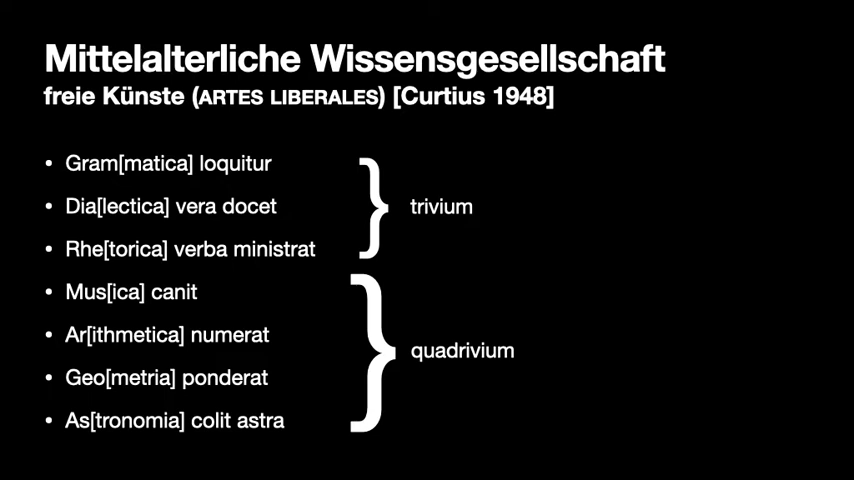 Mittelalterliche Wissensgesellschaft
freie Künste (ARTES LIBERALES) [Curtius 1948]
• Gram[matica] loquitur
• Dia[lectica] vera docet
• Rhe[torica] verba ministrat
} trivium
• Mus[ica] canit
• Ar[ithmetica] numerat
• Geo[metria] ponderat
• As[tronomia] colit astra
} quadrivium